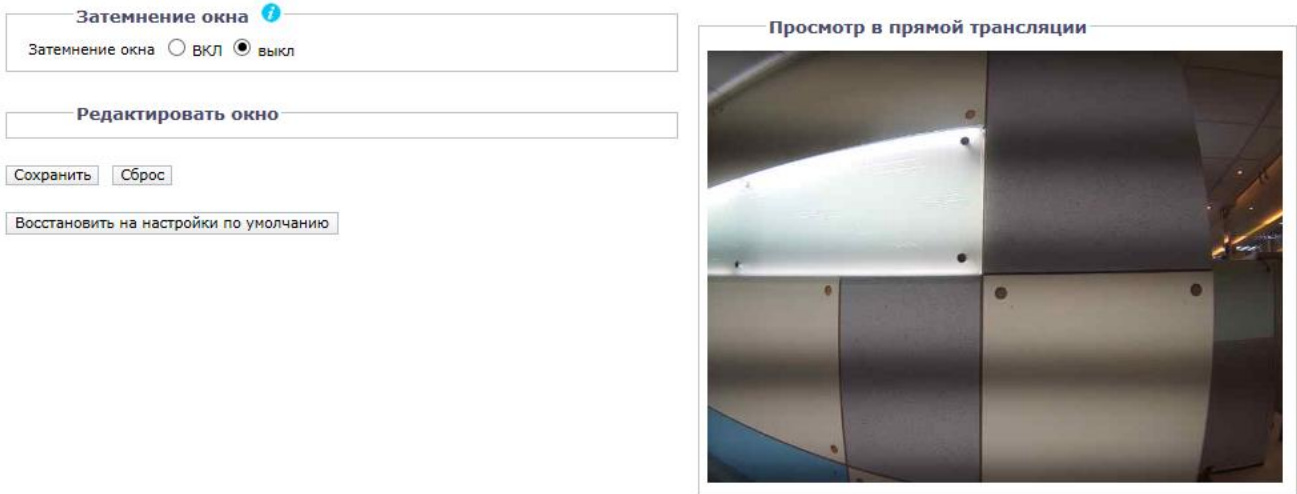 Затемнение окна
Затемнение окна ВКЛ выкл
Редактировать окно
Сохранить Сброс
Восстановить на настройки по умолчанию
Просмотр в прямой трансляции